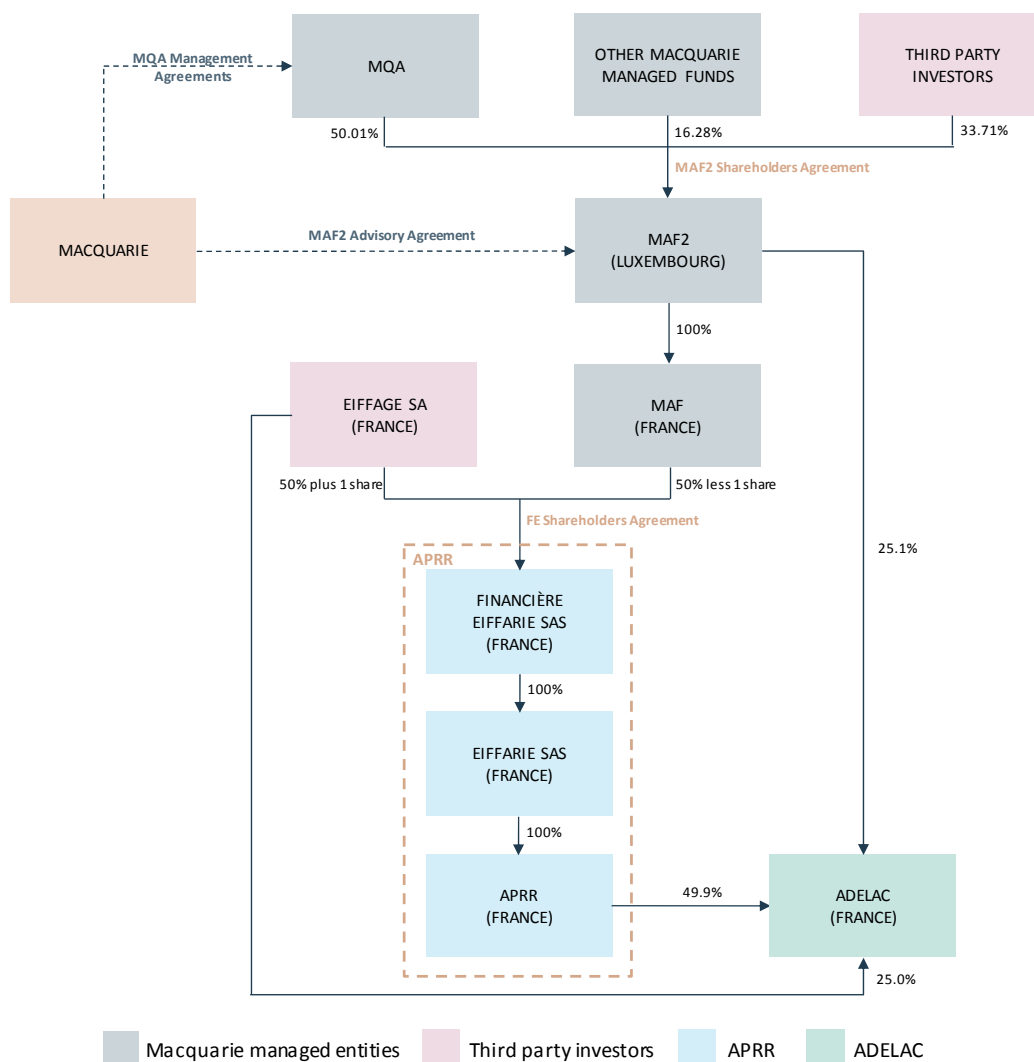 MQA Management
Agreements
MQA
OTHER MACQUARIE
MANAGED FUNDS
THIRD PARTY
INVESTORS
50.01%
16.28%
33.71%
MAF2 Shareholders Agreement
MACQUARIE
MAF2 Advisory Agreement
MAF2
(LUXEMBOURG)
100%
EIFFAGE SA
(FRANCE)
MAF
(FRANCE)
50% plus 1 share
50% less 1 share
FE Shareholders Agreement
25.1%
APRR
FINANCIÈRE
EIFFARIE SAS
(FRANCE)
100%
EIFFARIE SAS
(FRANCE)
100%
APRR
(FRANCE)
49.9%
ADELAC
(FRANCE)
25.0%
Macquarie managed entities
Third party investors
APRR
ADELAC